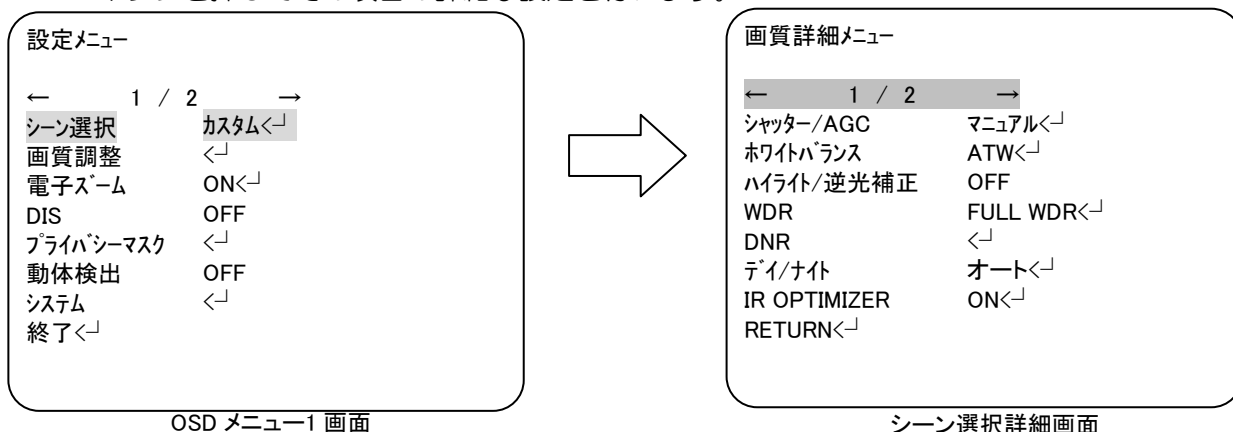 設定メニュー
← 1 / 2 →
シーン選択 カスタム<┘
画質調整 <┘
電子ズーム ON<┘
DIS OFF
プライバシーマスク <┘
動体検出 OFF
システム <┘
終了<┘
OSD メニュー1 画面
画質詳細メニュー
← 1 / 2 →
シャッター/AGC マニュアル<┘
ホワイトバランス ATW<┘
ハイライト/逆光補正 OFF
WDR FULL WDR<┘
DNR <┘
デイ/ナイト オート<┘
IR OPTIMIZER ON<┘
RETURN<┘
シーン選択詳細画面